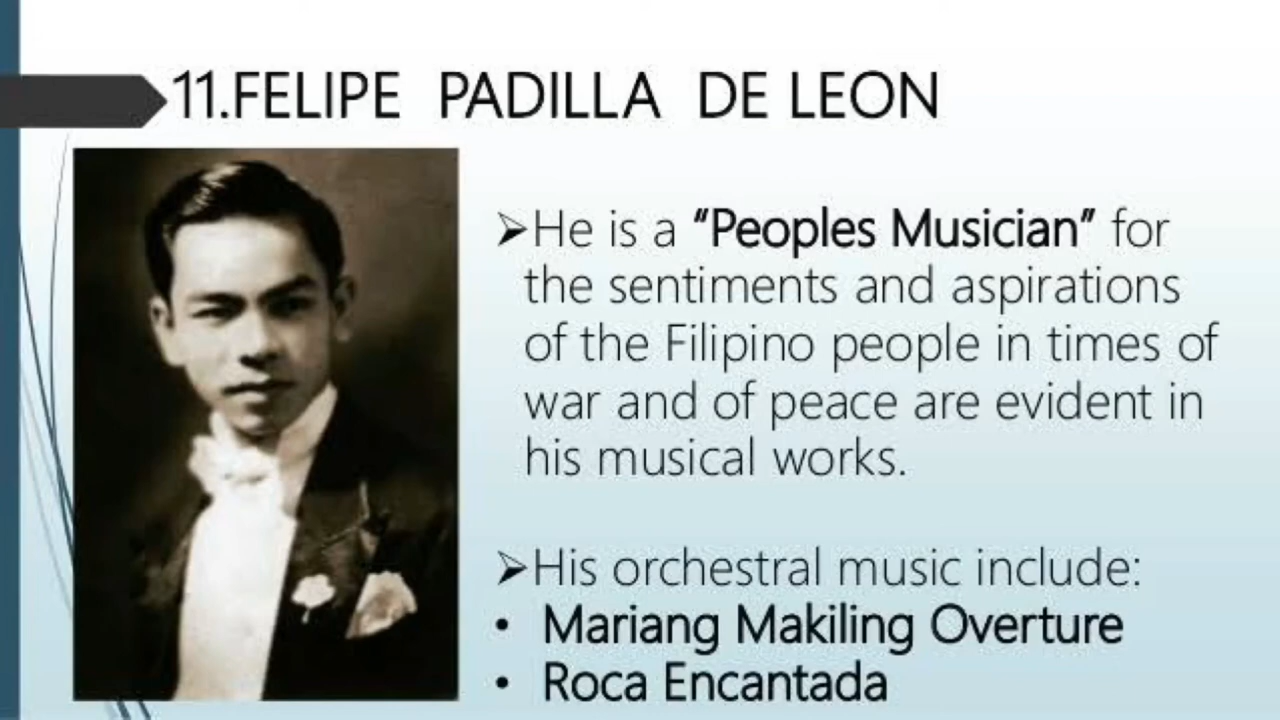 11.FELIPE PADILLA DE LEON
➢He is a “Peoples Musician” for
the sentiments and aspirations
of the Filipino people in times of
war and of peace are evident in
his musical works.
➢His orchestral music include:
• Mariang Makiling Overture
• Roca Encantada